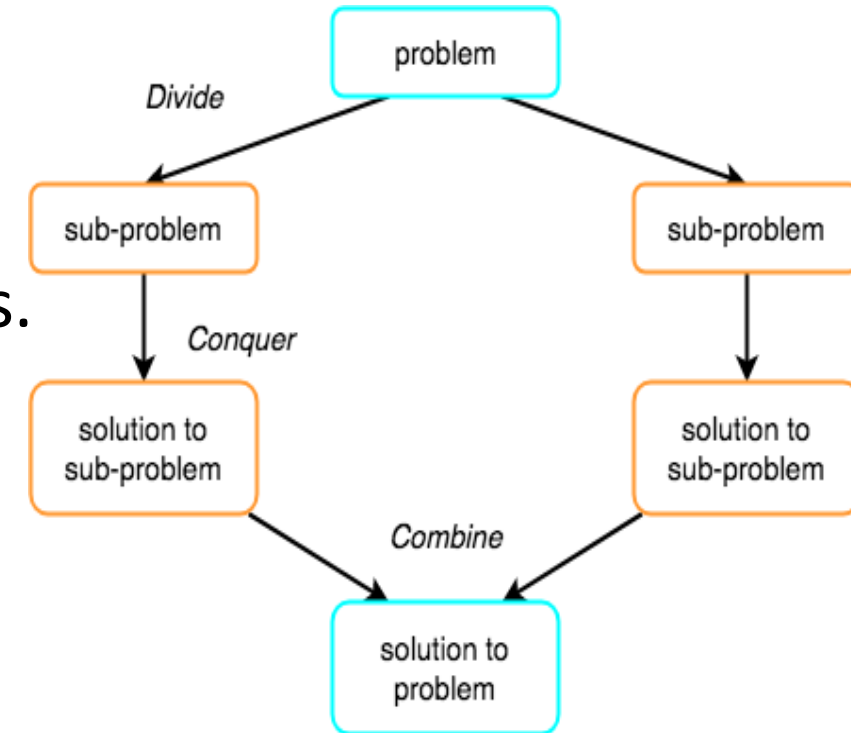 problem
Divide
sub-problem
sub-problem
s.
Conquer
solution to
sub-problem
solution to
sub-problem
Combine
solution to
problem